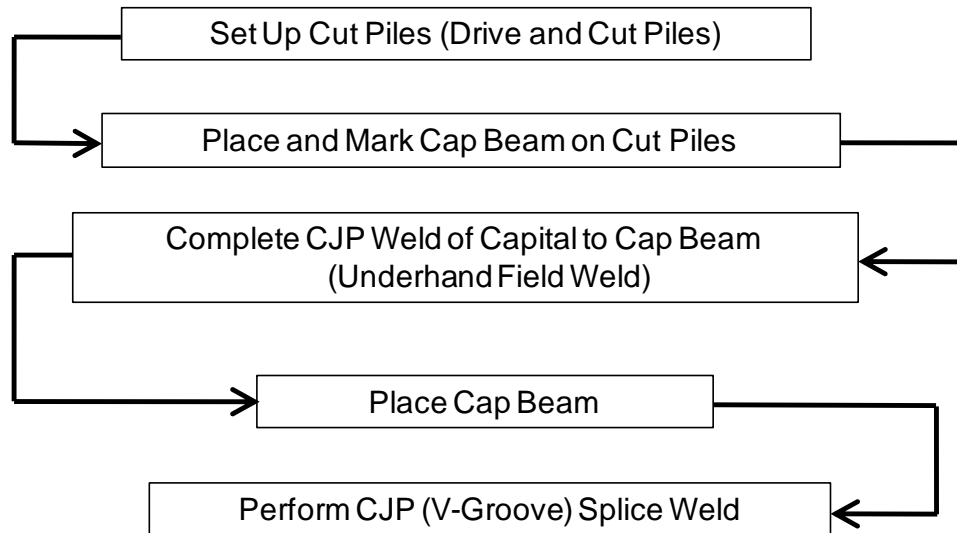 Set Up Cut Piles (Drive and Cut Piles)
Place and Mark Cap Beam on Cut Piles
Complete CJP Weld of Capital to Cap Beam
(Underhand Field Weld)
Place Cap Beam
Perform CJP (V-Groove) Splice Weld